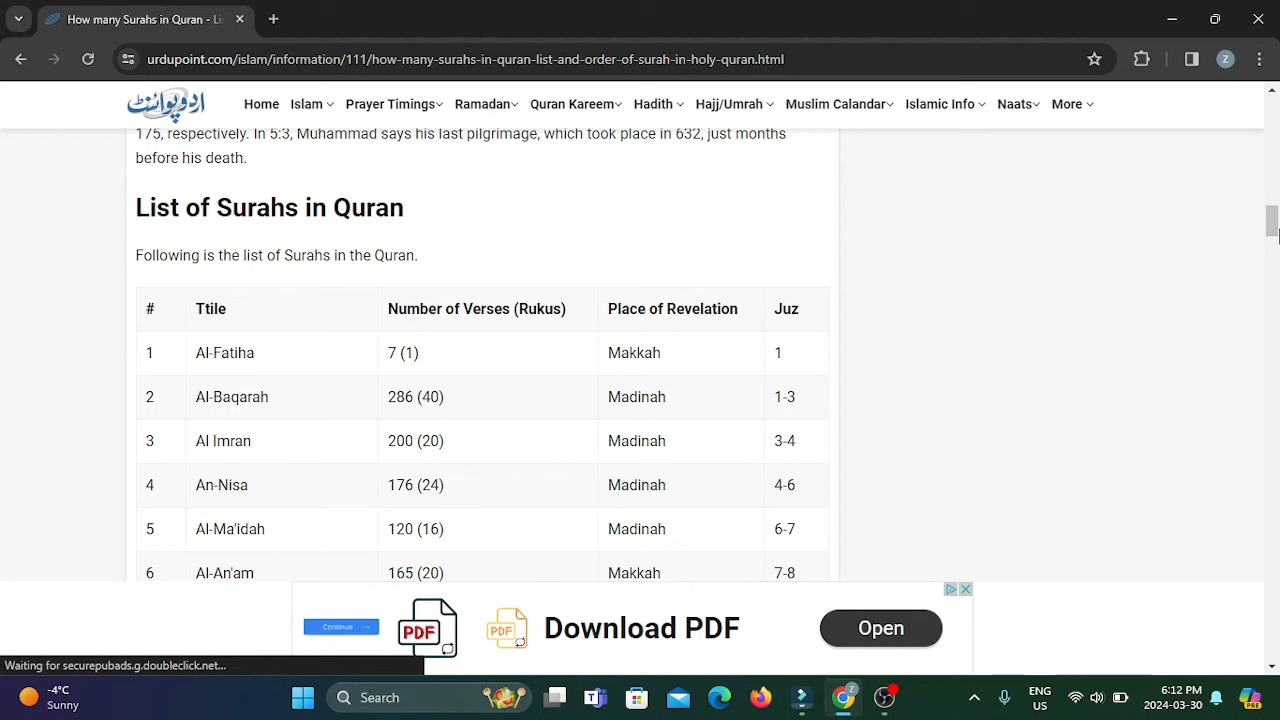 How many Surahs in Quran - Li
urdupoint.com/islam/information/111/how-many-surahs-in-quran-list-and-order-of-surah-in-holy-quran.html
Z
اردوپوائنٹ
Home Islam Prayer Timings Ramadan Quran Kareem Hadith Hajj/Umrah Muslim Calandar Islamic Info Naats More
175, respectively. In 5:3, Muhammad says his last pilgrimage, which took place in 632, just months
before his death.
List of Surahs in Quran
Following is the list of Surahs in the Quran.
# Ttile Number of Verses (Rukus) Place of Revelation Juz
1 Al-Fatiha 7 (1) Makkah 1
2 Al-Baqarah 286 (40) Madinah 1-3
3 Al Imran 200 (20) Madinah 3-4
4 An-Nisa 176 (24) Madinah 4-6
5 Al-Ma'idah 120 (16) Madinah 6-7
6 Al-An'am 165 (20) Makkah 7-8
Continue PDF PDF Download PDF Open
Waiting for securepubads.g.doubleclick.net...
-4°C
Sunny
Search
Z
ENG
US
6:12 PM
2024-03-30
PRE